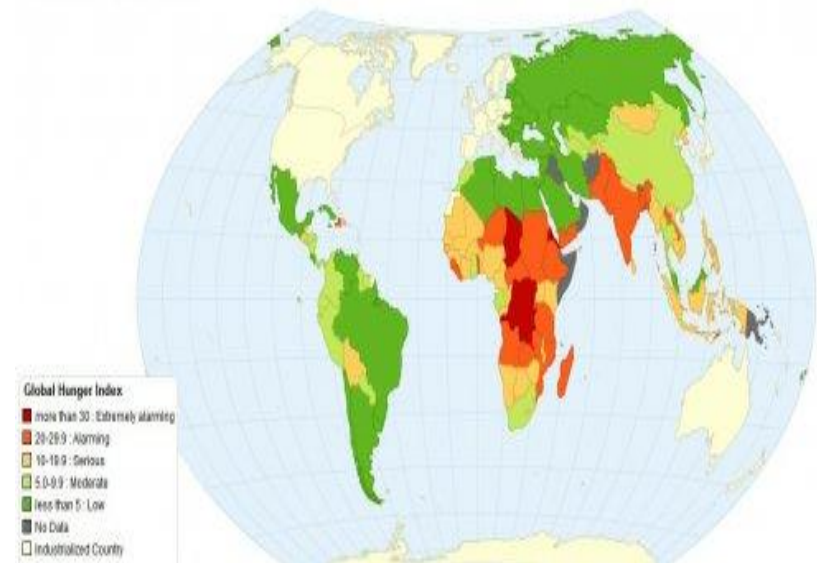 Global Hunger Index
more than 30 : Extremely alarming
20-29.9 : Alarming
10-19.9 : Serious
5.0-9.9 : Moderate
less than 5 : Low
No Data
Industrialized Country